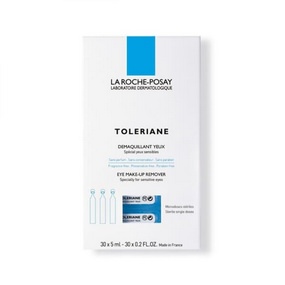 LA ROCHE-POSAY
LABORATOIRE DERMATOLOGIQUE
TOLERIANE
DEMAQUILLANT YEUX
Spécial yeux sensibles
EYE MAKE-UP REMOVER
Specially for sensitive eyes
TOLERIANE
TOLERIANE
30 x 5 ml - 30 x 0.2 FL.OZ. Made in France